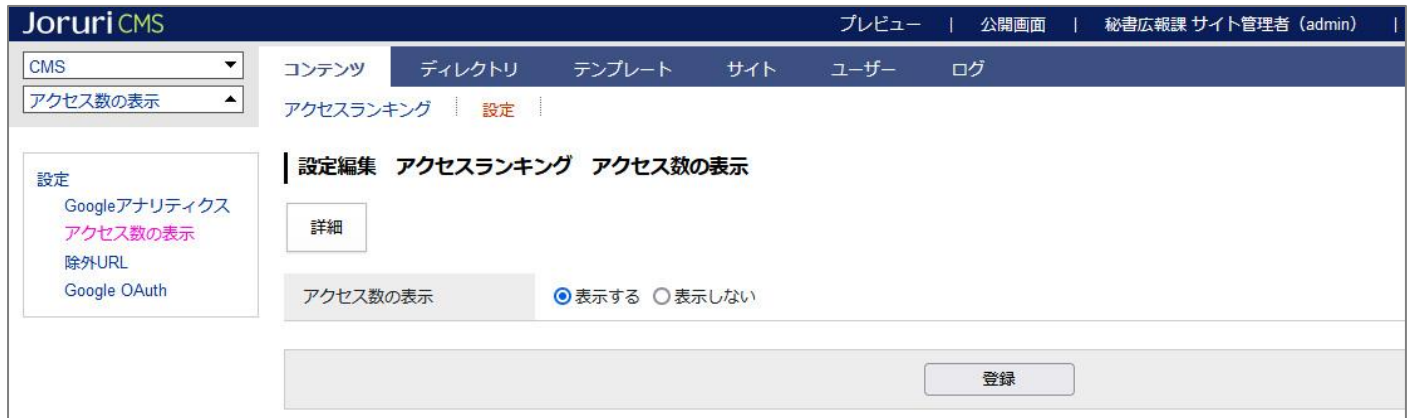 Joruri CMS
プレビュー | 公開画面 | 秘書広報課 サイト管理者（admin） |
CMS ▼
コンテンツ ディレクトリ テンプレート サイト ユーザー ログ
アクセス数の表示 ▲
アクセスランキング 設定
設定編集 アクセスランキング アクセス数の表示
設定
Googleアナリティクス
アクセス数の表示
除外URL
Google OAuth
詳細
アクセス数の表示 表示する 表示しない
登録